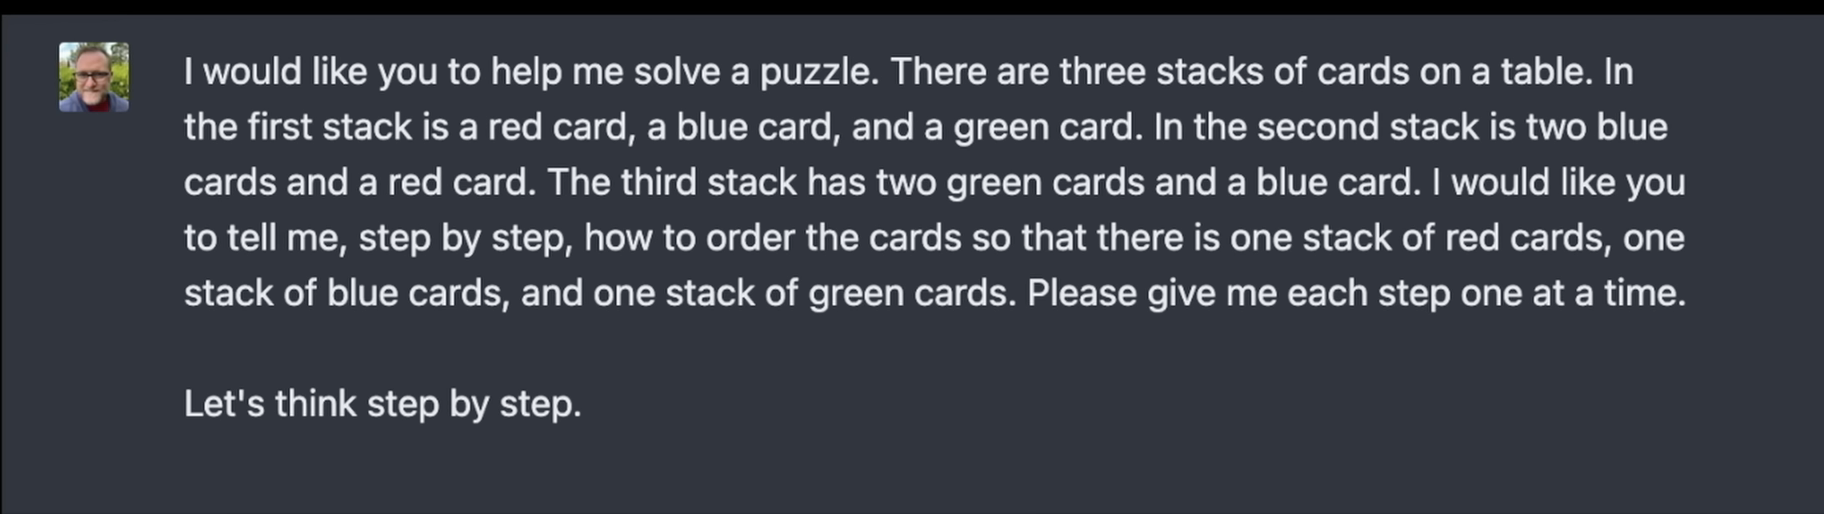 I would like you to help me solve a puzzle. There are three stacks of cards on a table. In
the first stack is a red card, a blue card, and a green card. In the second stack is two blue
cards and a red card. The third stack has two green cards and a blue card. I would like you
to tell me, step by step, how to order the cards so that there is one stack of red cards, one
stack of blue cards, and one stack of green cards. Please give me each step one at a time.
Let's think step by step.